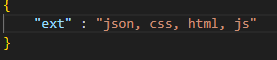 {
"ext" : "json, css, html, js"
}